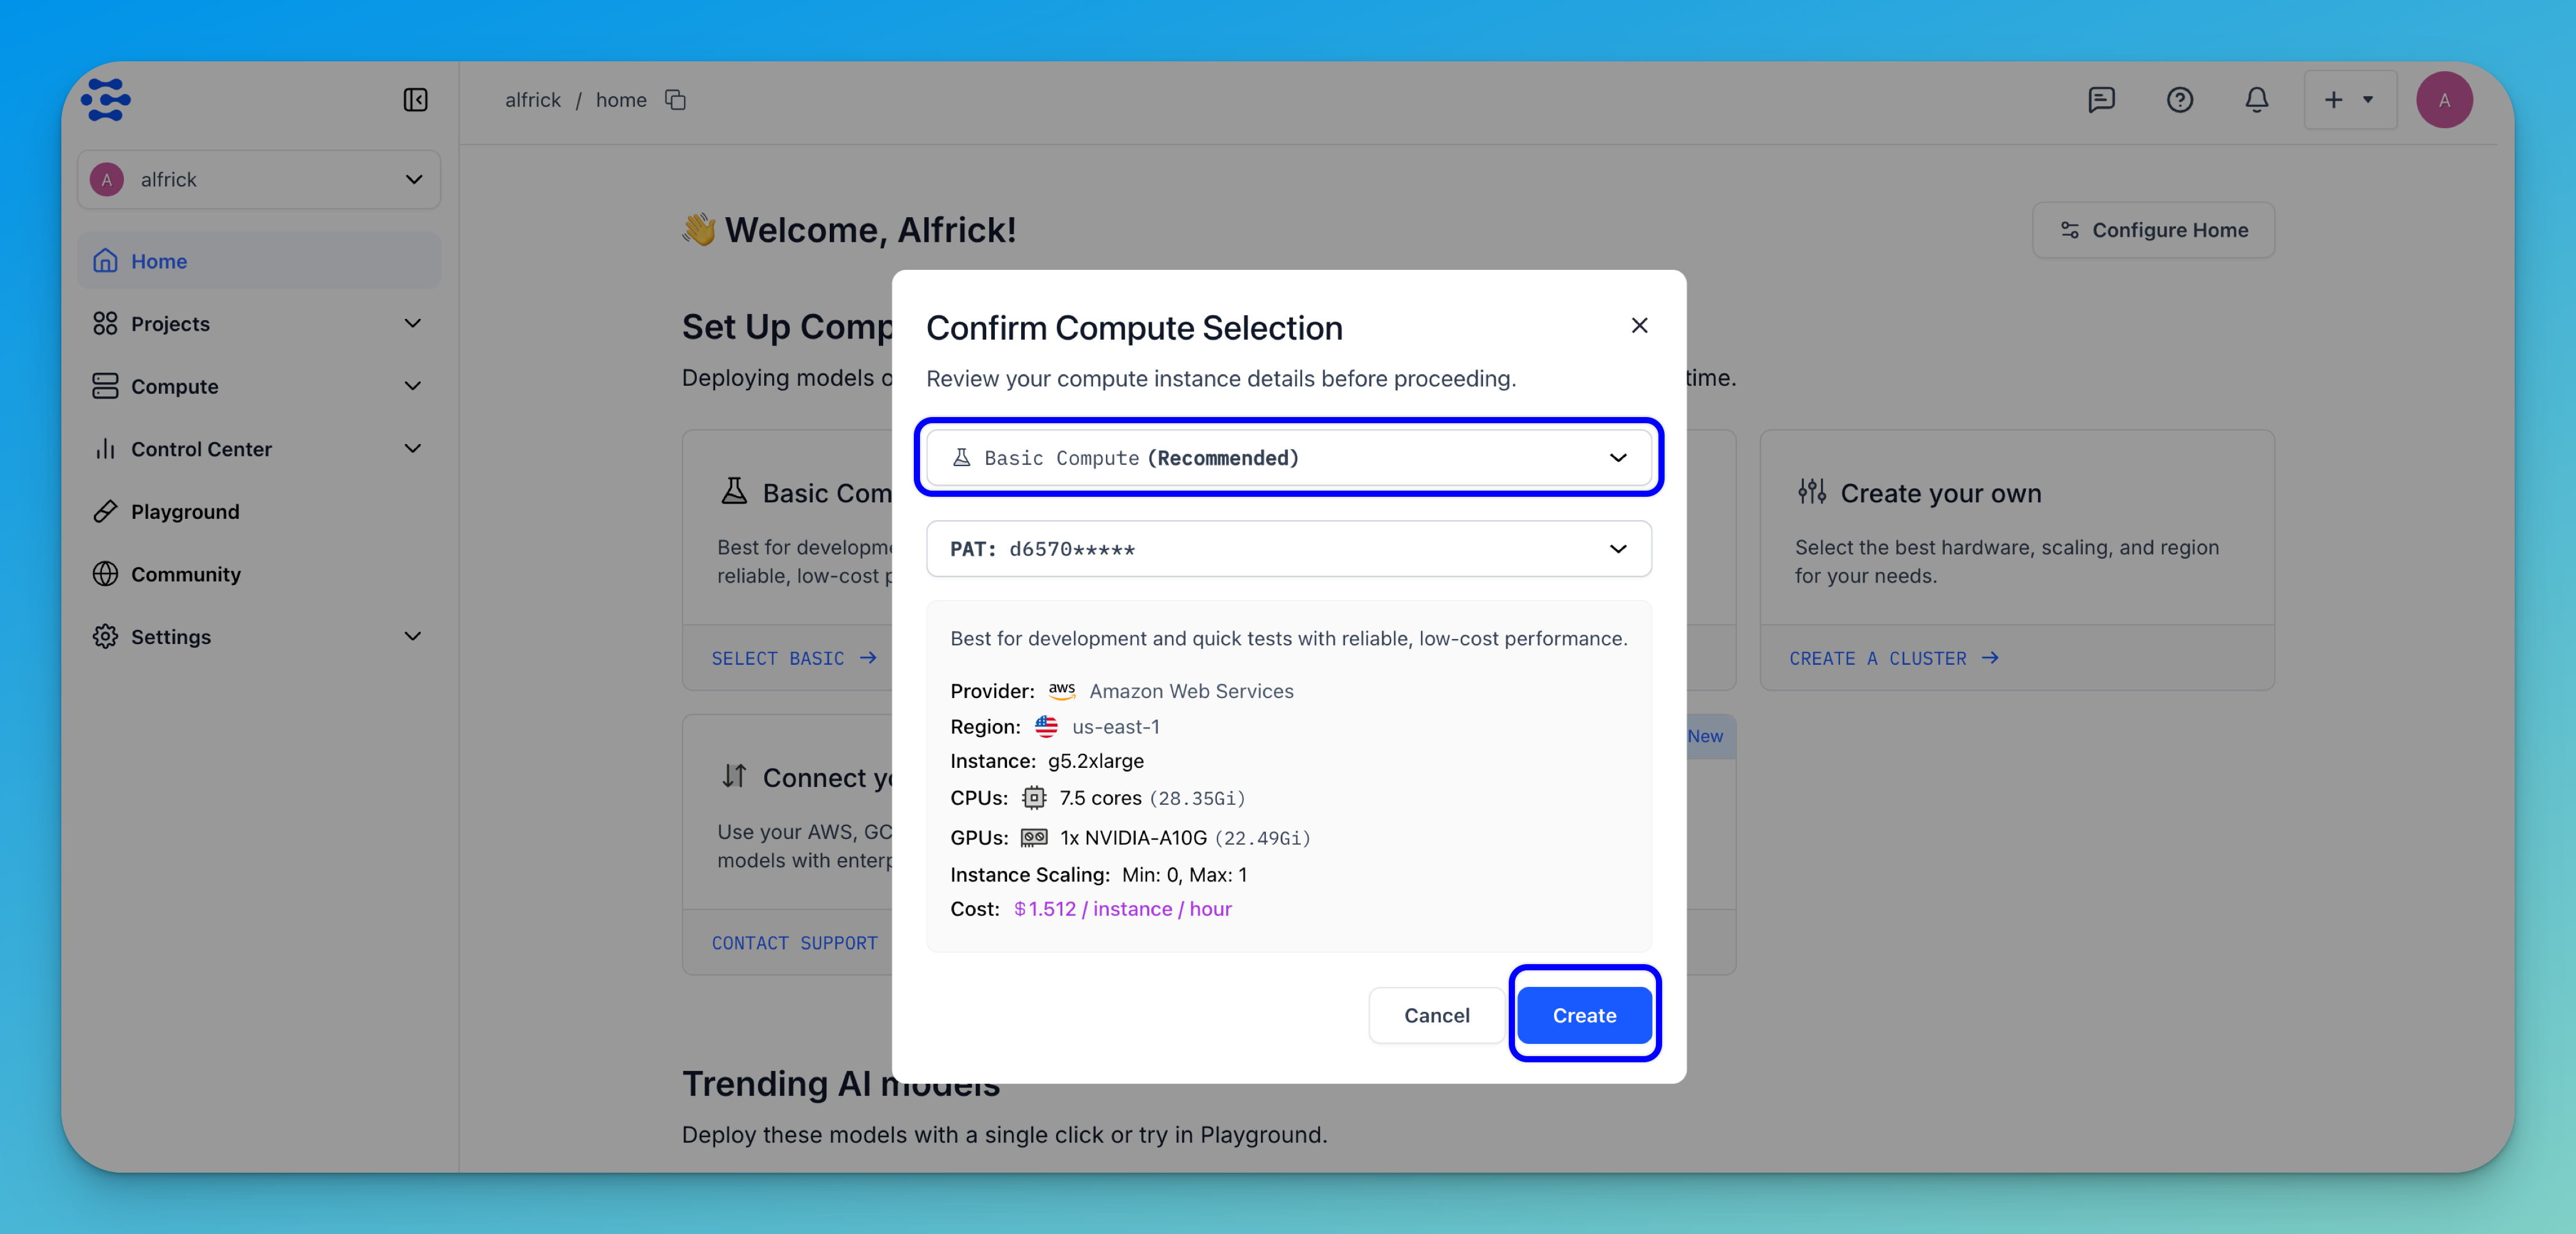 alfrick / home
A
A alfrick
Home
Projects
Compute
Control Center
Playground
Community
Settings
👋 Welcome, Alfrick!
Configure Home
Set Up Comp
Deploying models
time.
Basic Com
Best for developme
reliable, low-cost p
SELECT BASIC →
Create your own
Select the best hardware, scaling, and region
for your needs.
CREATE A CLUSTER →
New
Connect yo
Use your AWS, GC
models with enterp
CONTACT SUPPORT
Confirm Compute Selection
Review your compute instance details before proceeding.
Basic Compute (Recommended)
PAT: d6570*****
Best for development and quick tests with reliable, low-cost performance.
Provider: aws Amazon Web Services
Region: us-east-1
Instance: g5.2xlarge
CPUs: 7.5 cores (28.35Gi)
GPUs: 1x NVIDIA-A10G (22.49Gi)
Instance Scaling: Min: 0, Max: 1
Cost: $1.512 / instance / hour
Cancel
Create
Trending AI models
Deploy these models with a single click or try in Playground.